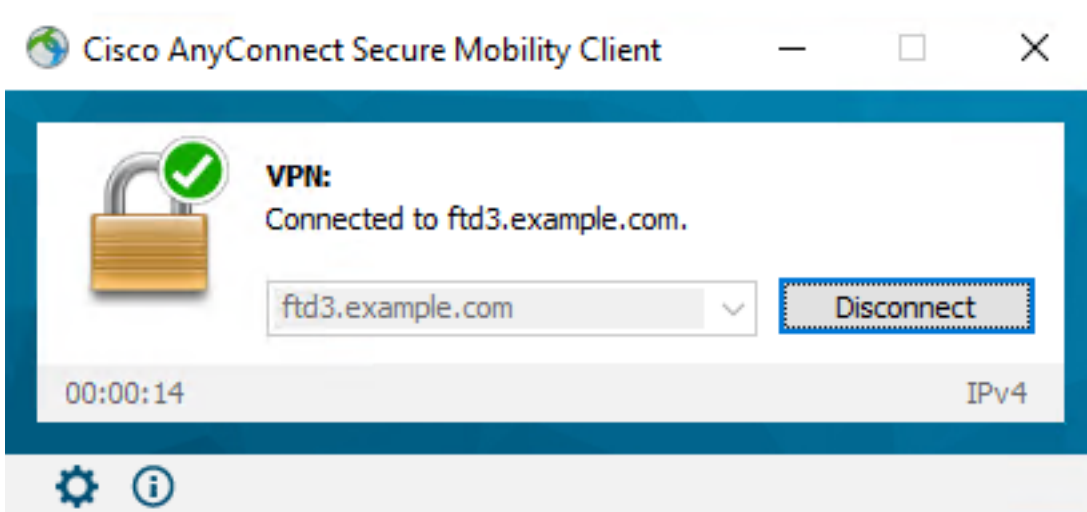 Cisco AnyConnect Secure Mobility Client
VPN:
Connected to ftd3.example.com.
ftd3.example.com
Disconnect
00:00:14
IPv4